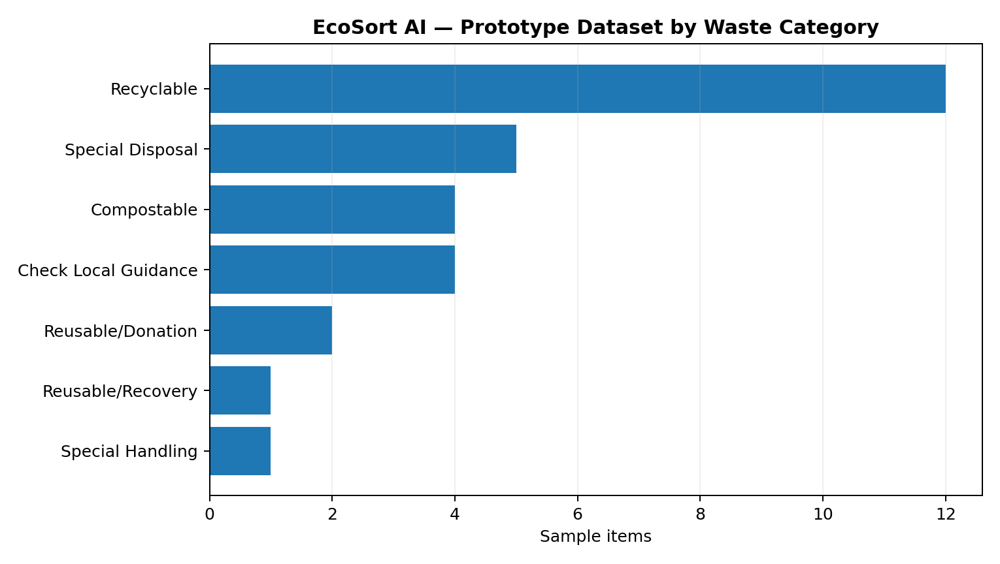 EcoSort AI — Prototype Dataset by Waste Category
Recyclable
Special Disposal
Compostable
Check Local Guidance
Reusable/Donation
Reusable/Recovery
Special Handling
0 2 4 6 8 10 12
Sample items